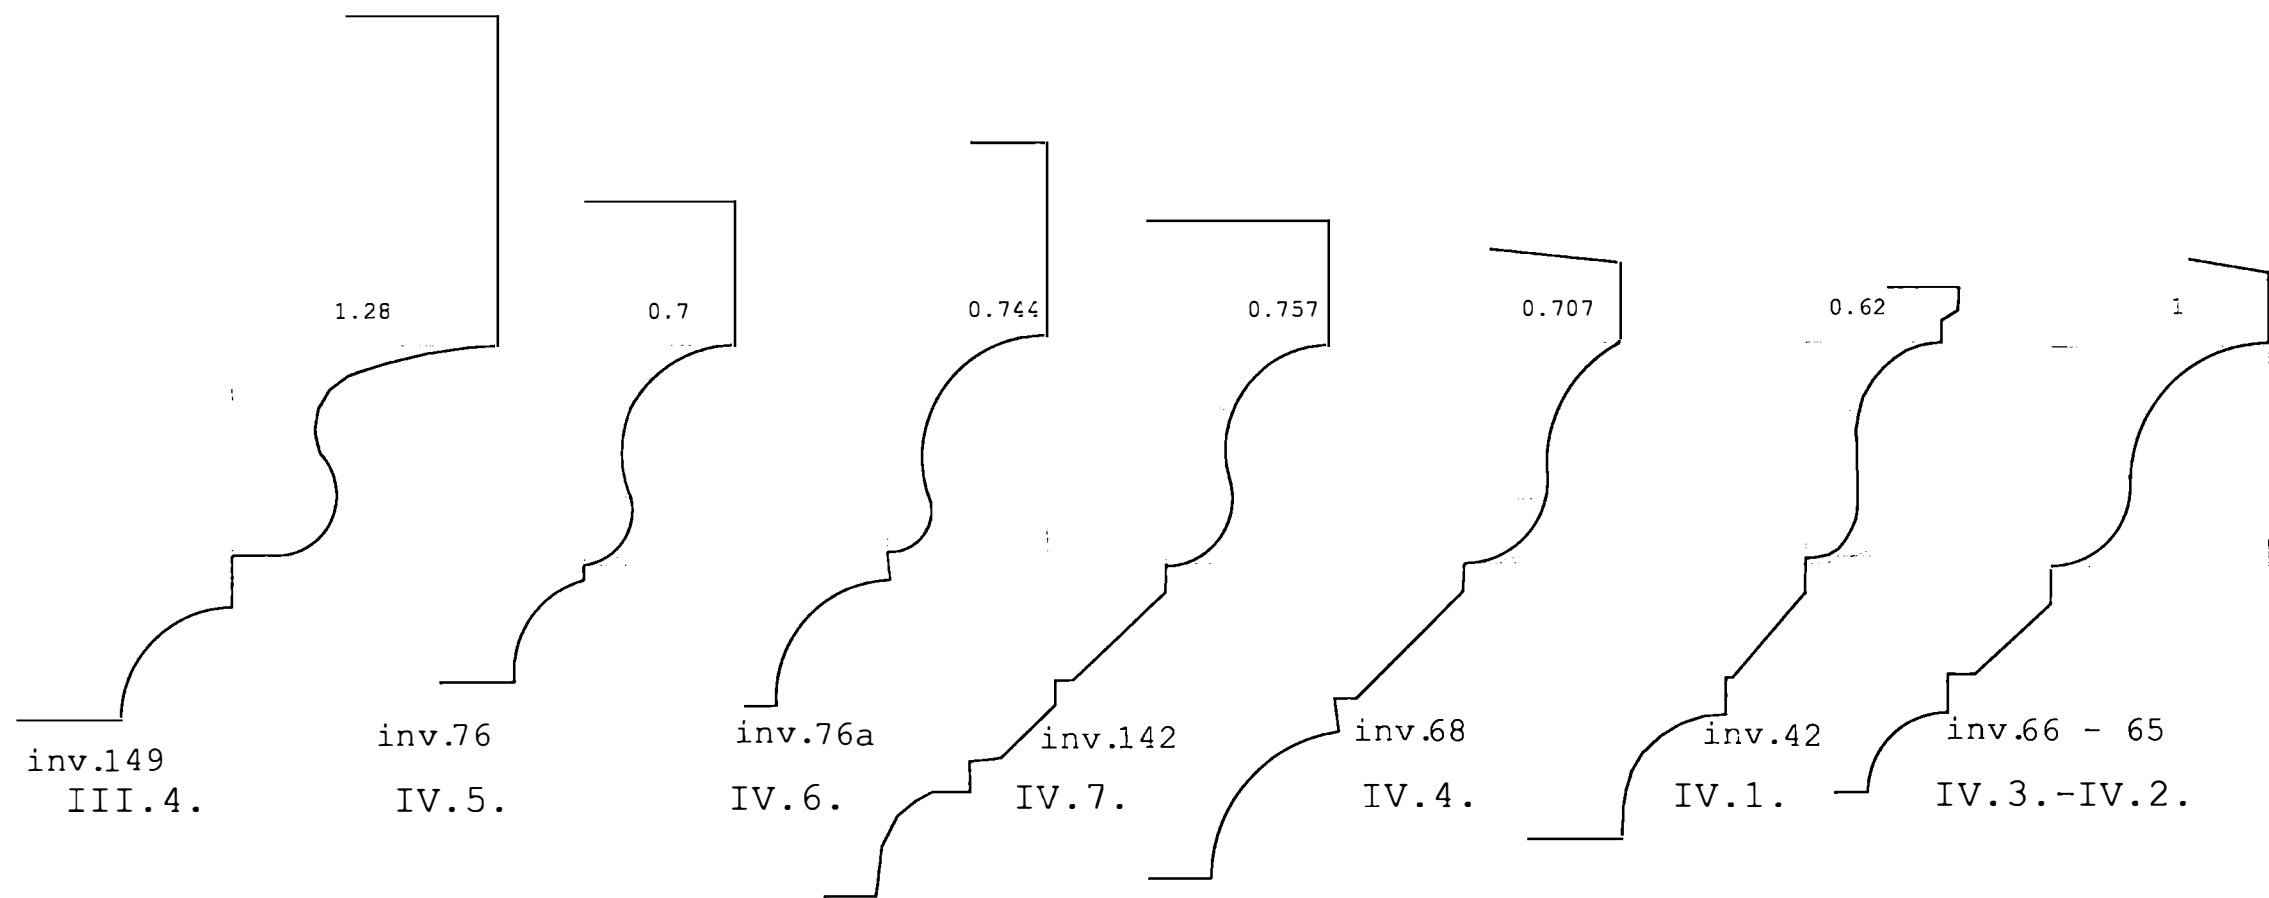 1.28
0.7
0.744
0.757
0.707
0.62
1
inv.149
inv.76
inv.76a
inv.142
inv.68
inv.42
inv.66 - 65
III.4.
IV.5.
IV.6.
IV.7.
IV.4.
IV.1.
IV.3.-IV.2.